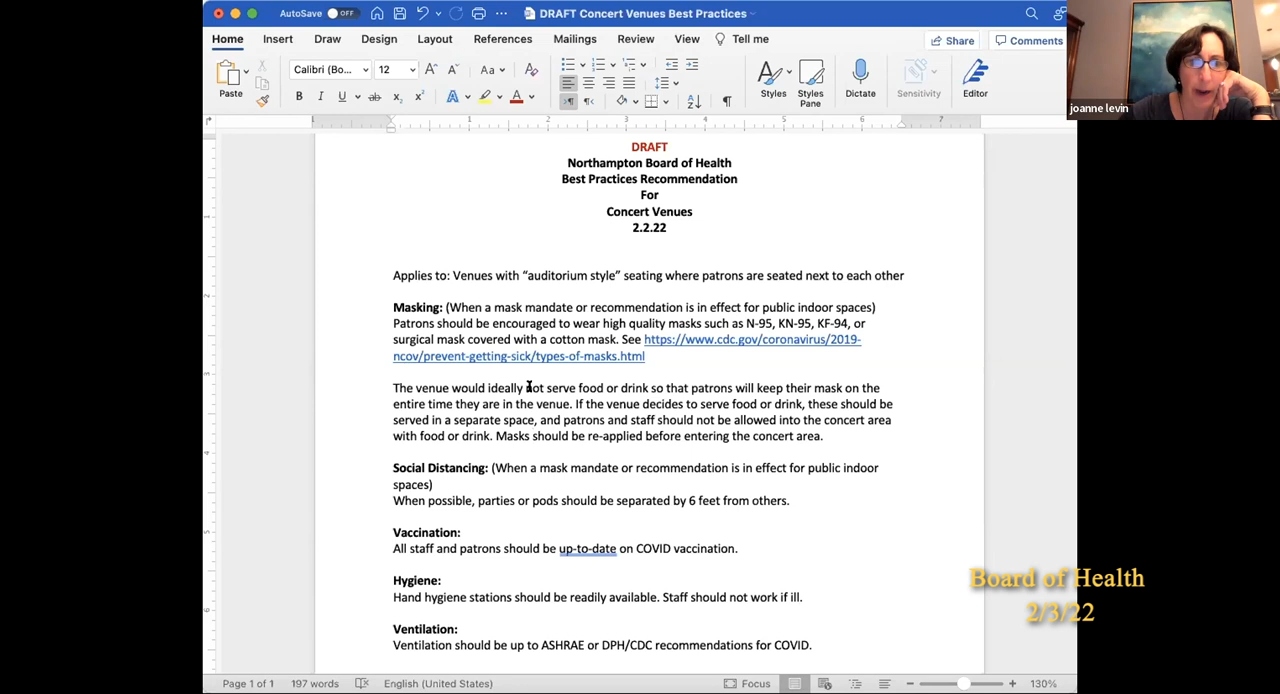 AutoSave OFF DRAFT Concert Venues Best Practices
Home Insert Draw Design Layout References Mailings Review View Tell me Share Comments
Paste Calibri (Bo... 12 Styles Styles Pane Dictate Sensitivity Editor
joanne levin
DRAFT
Northampton Board of Health
Best Practices Recommendation
For
Concert Venues
2.2.22
Applies to: Venues with “auditorium style” seating where patrons are seated next to each other
Masking: (When a mask mandate or recommendation is in effect for public indoor spaces)
Patrons should be encouraged to wear high quality masks such as N-95, KN-95, KF-94, or
surgical mask covered with a cotton mask. See https://www.cdc.gov/coronavirus/2019-
ncov/prevent-getting-sick/types-of-masks.html
The venue would ideally not serve food or drink so that patrons will keep their mask on the
entire time they are in the venue. If the venue decides to serve food or drink, these should be
served in a separate space, and patrons and staff should not be allowed into the concert area
with food or drink. Masks should be re-applied before entering the concert area.
Social Distancing: (When a mask mandate or recommendation is in effect for public indoor
spaces)
When possible, parties or pods should be separated by 6 feet from others.
Vaccination:
All staff and patrons should be up-to-date on COVID vaccination.
Hygiene:
Hand hygiene stations should be readily available. Staff should not work if ill.
Ventilation:
Ventilation should be up to ASHRAE or DPH/CDC recommendations for COVID.
Board of Health
2/3/22
Page 1 of 1 197 words English (United States) Focus 130%